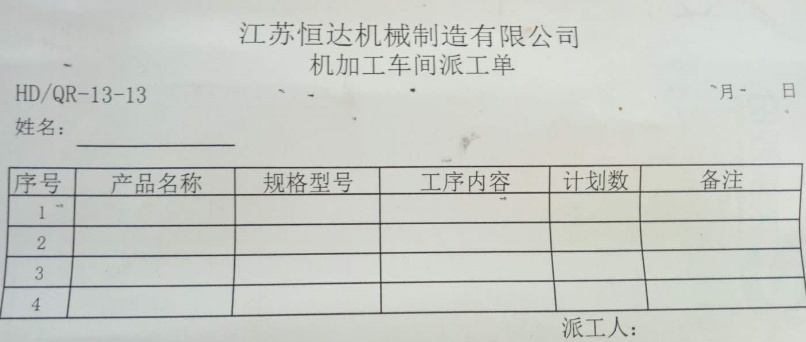 江苏恒达机械制造有限公司
机加工车间派工单
HD/QR-13-13 月 日
姓名：
序号 产品名称 规格型号 工序内容 计划数 备注
1
2
3
4
派工人：